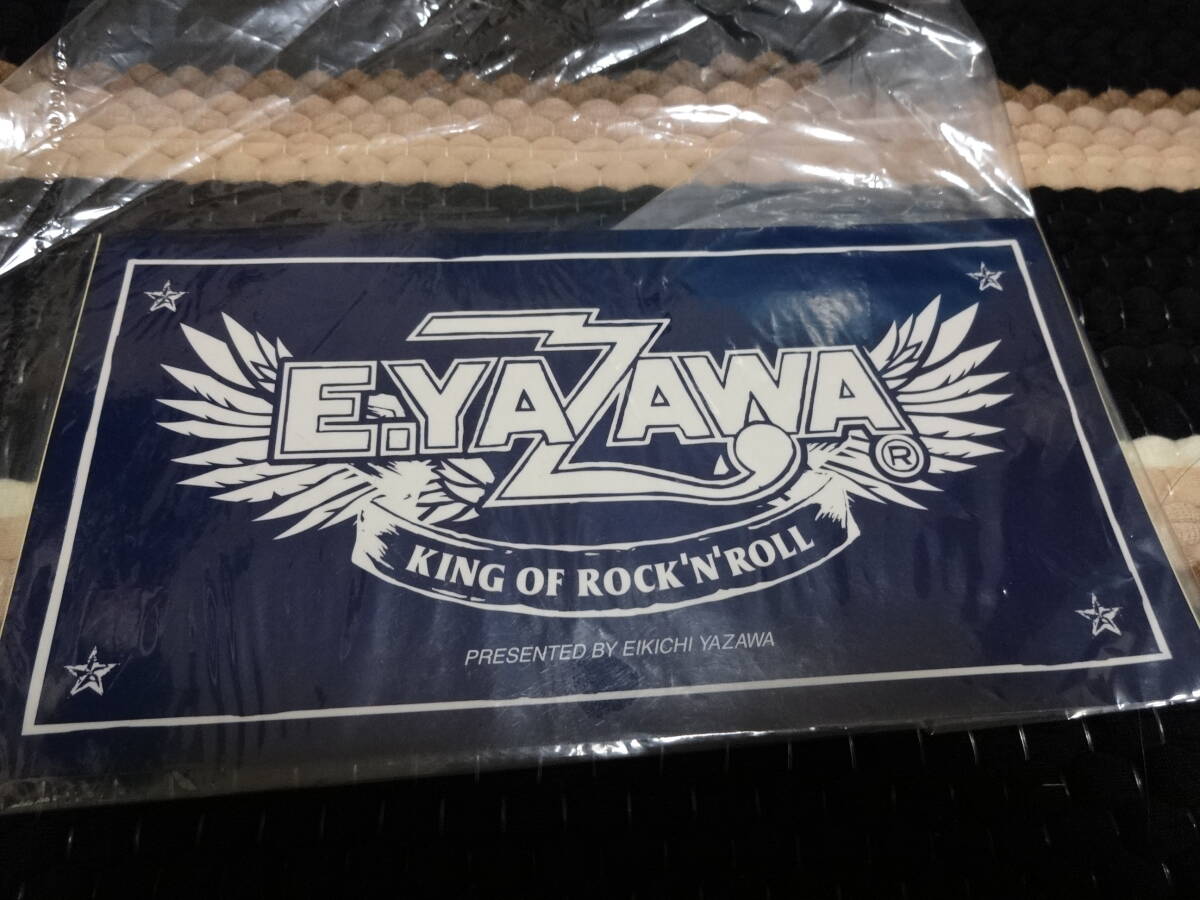 E.YAZAWA®
KING OF ROCK'N'ROLL
PRESENTED BY EIKICHI YAZAWA